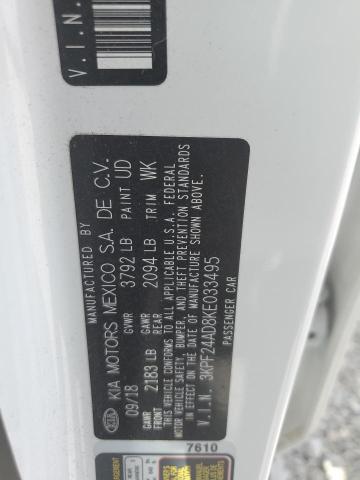 V.I.N.
MANUFACTURED BY
KIA KIA MOTORS MEXICO S.A. DE C.V.
09/18 GVWR 3792 LB PAINT UD
GAWR FRONT 2183 LB GAWR REAR 2094 LB TRIM WK
THIS VEHICLE CONFORMS TO ALL APPLICABLE U.S.A. FEDERAL
MOTOR VEHICLE SAFETY, BUMPER, AND THEFT PREVENTION STANDARDS
IN EFFECT ON THE DATE OF MANUFACTURE SHOWN ABOVE.
V.I.N. 3KPF24AD8KE033495
PASSENGER CAR
7610